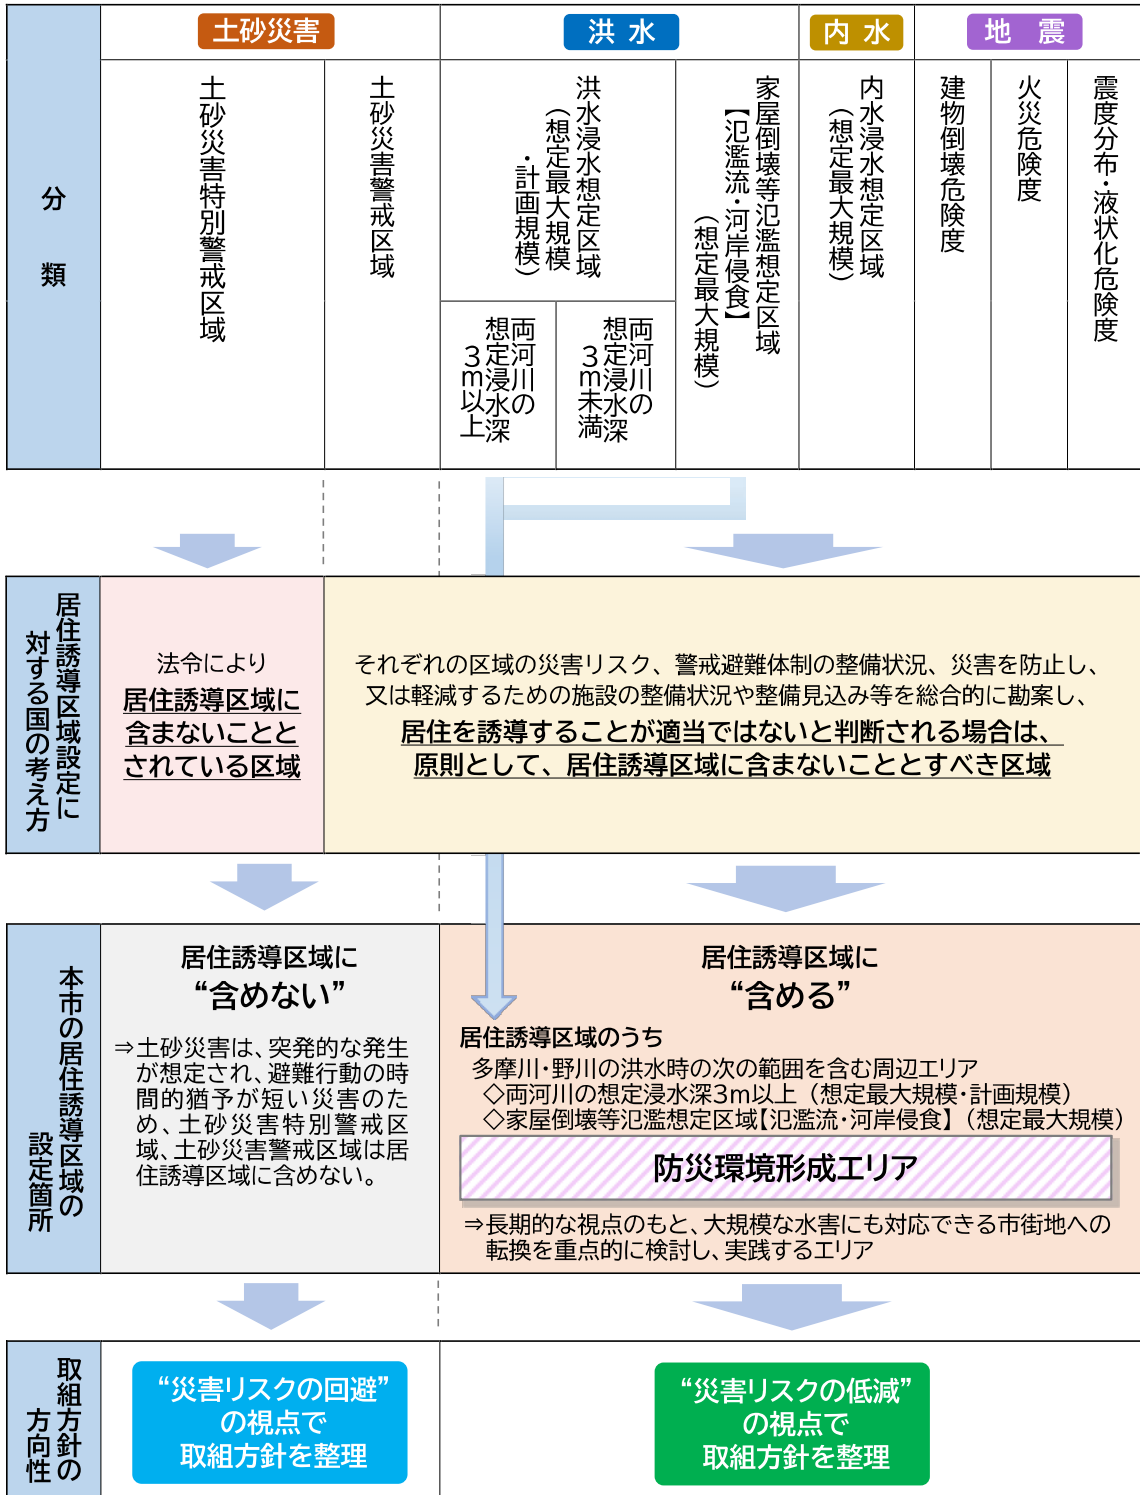 分類
土砂災害
洪 水
内 水
地 震
土砂災害特別警戒区域
土砂災害警戒区域
洪水浸水想定区域
（想定最大規模
・計画規模）
両河川の
想定浸水深
３ｍ以上
両河川の
想定浸水深
３ｍ未満
家屋倒壊等氾濫想定区域
【氾濫流・河岸侵食】
（想定最大規模）
内水浸水想定区域
（想定最大規模）
建物倒壊危険度
火災危険度
震度分布・液状化危険度
居住誘導区域設定に
対する国の考え方
法令により
居住誘導区域に
含まないことと
されている区域
それぞれの区域の災害リスク、警戒避難体制の整備状況、災害を防止し、
又は軽減するための施設の整備状況や整備見込み等を総合的に勘案し、
居住を誘導することが適当ではないと判断される場合は、
原則として、居住誘導区域に含まないこととすべき区域
本市の居住誘導区域の
設定箇所
居住誘導区域に
“含めない”
⇒土砂災害は、突発的な発生
が想定され、避難行動の時
間的猶予が短い災害のた
め、土砂災害特別警戒区
域、土砂災害警戒区域は居
住誘導区域に含めない。
居住誘導区域に
“含める”
居住誘導区域のうち
多摩川・野川の洪水時の次の範囲を含む周辺エリア
◇両河川の想定浸水深3ｍ以上（想定最大規模・計画規模）
◇家屋倒壊等氾濫想定区域【氾濫流・河岸侵食】（想定最大規模）
防災環境形成エリア
⇒長期的な視点のもと、大規模な水害にも対応できる市街地への
転換を重点的に検討し、実践するエリア
取組方針の
方向性
“災害リスクの回避”
の視点で
取組方針を整理
“災害リスクの低減”
の視点で
取組方針を整理